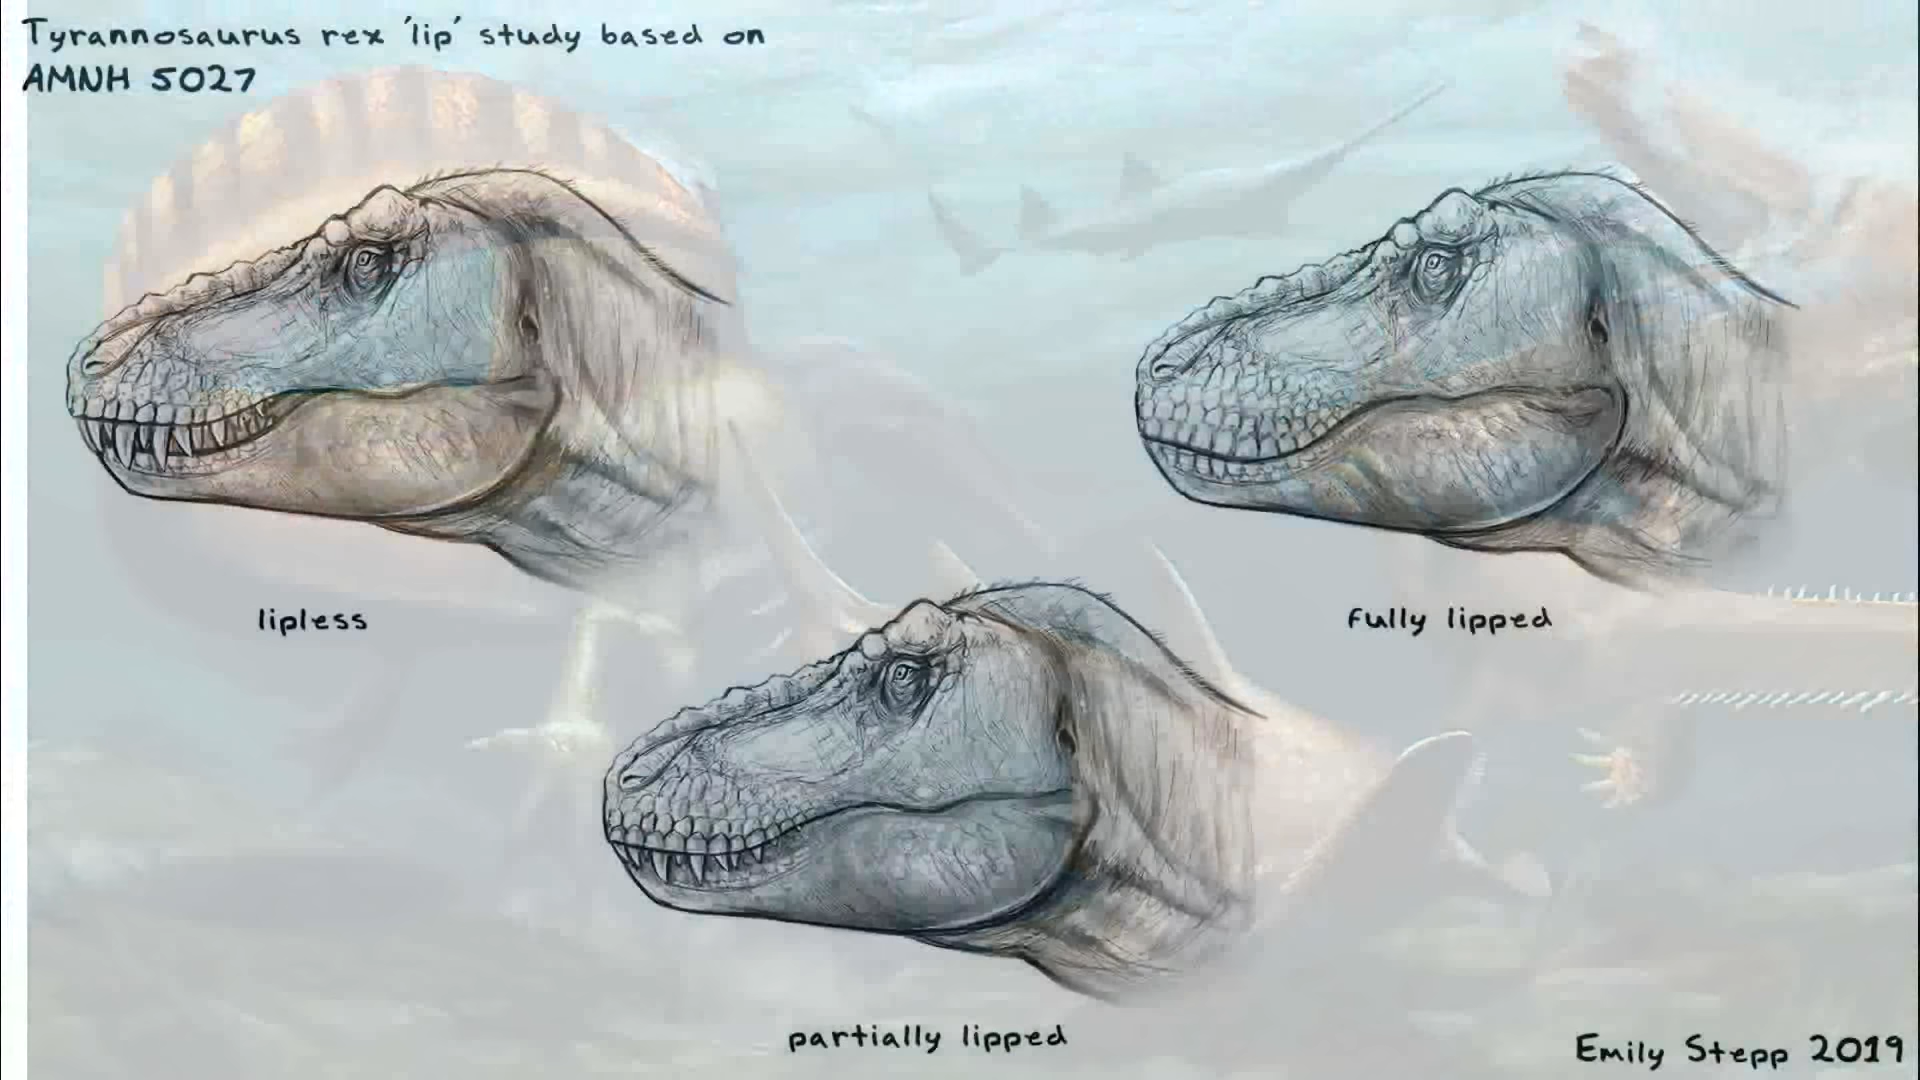 Tyrannosaurus rex 'lip' study based on
AMNH 5027
lipless
fully lipped
partially lipped
Emily Stepp 2019